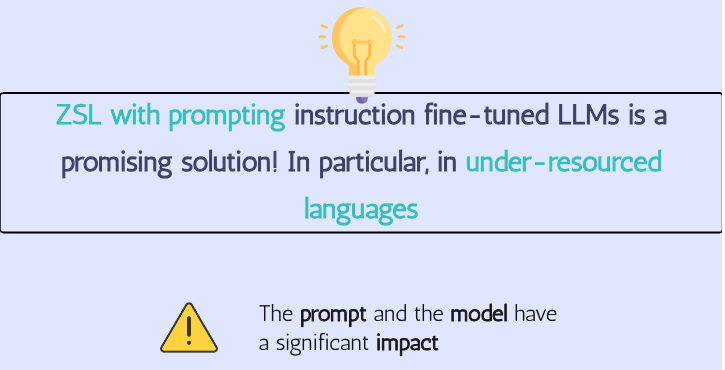 ZSL with prompting instruction fine-tuned LLMs is a
promising solution! In particular, in under-resourced
languages
The prompt and the model have
a significant impact